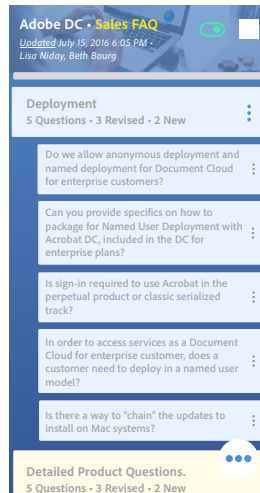 Adobe DC • Sales FAQ
Updated July 15, 2016 6:05 PM •
Lisa Niday, Beth Bourg
Deployment
5 Questions • 3 Revised • 2 New
Do we allow anonymous deployment and
named deployment for Document Cloud
for enterprise customers?
Can you provide specifics on how to
package for Named User Deployment with
Acrobat DC, included in the DC for
enterprise plans?
Is sign-in required to use Acrobat in the
perpetual product or classic serialized
track?
In order to access services as a Document
Cloud for enterprise customer, does a
customer need to deploy in a named user
model?
Is there a way to "chain" the updates to
install on Mac systems?
Detailed Product Questions.
5 Questions • 3 Revised • 2 New